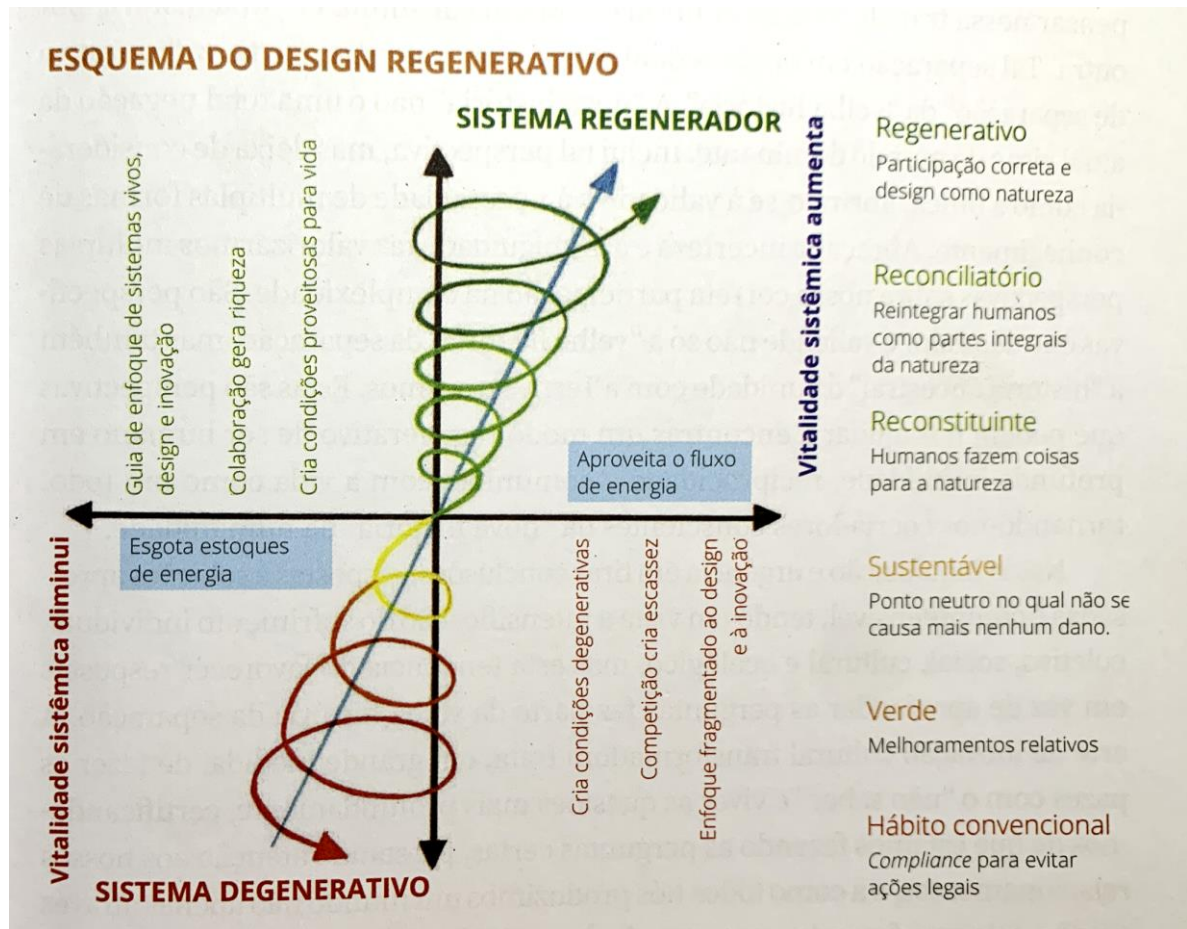 ESQUEMA DO DESIGN REGENERATIVO
SISTEMA REGENERADOR
Guia de enfoque de sistemas vivos,
design e inovação
Colaboração gera riqueza
Cria condições proveitosas para vida
Vitalidade sistêmica aumenta
Regenerativo
Participação correta e
design como natureza
Reconciliatório
Reintegrar humanos
como partes integrais
da natureza
Reconstituinte
Humanos fazem coisas
para a natureza
Aproveita o fluxo
de energia
Esgota estoques
de energia
Vitalidade sistêmica diminui
Cria condições degenerativas
Competição cria escassez
Enfoque fragmentado ao design
e à inovação
Sustentável
Ponto neutro no qual não se
causa mais nenhum dano.
Verde
Melhoramentos relativos
Hábito convencional
Compliance para evitar
ações legais
SISTEMA DEGENERATIVO